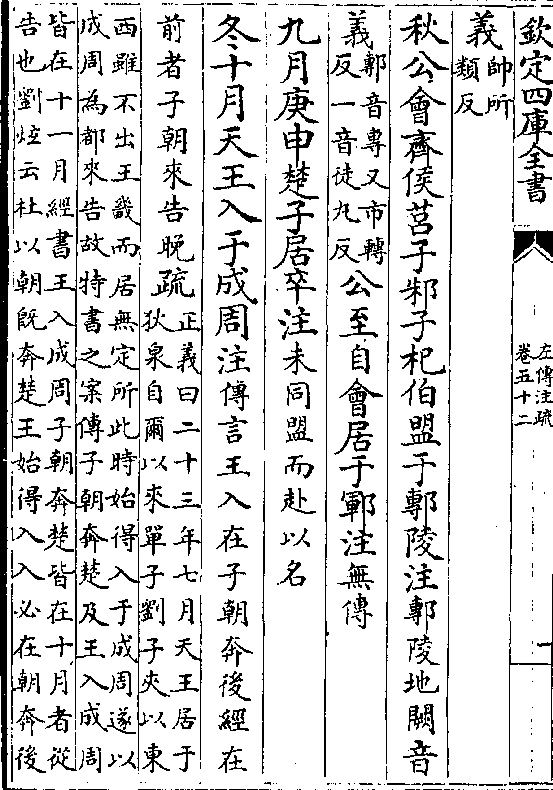 欽定四庫全書
左傳注疏
卷五十二
一
義帥所
類反
秋公會齊侯莒子邾子杞伯盟于鄟陵注鄟陵地闕音
義鄟音專又市轉
反一音徒丸反公至自會居于鄆注無傳
九月庚申楚子居卒注未同盟而赴以名
冬十月天王入于成周注傳言王入在子朝奔後經在
前者子朝來告晚疏正義曰二十三年七月天王居于
狄泉自爾以來單子劉子夾以東
西雖不出王畿而居無定所此時始得入于成周遂以
成周為都來告故特書之案傳子朝奔楚及王入成周
皆在十一月經書王入成周子朝奔楚皆在十月者從
告也劉炫云杜以朝既奔楚王始得入入必在朝奔後